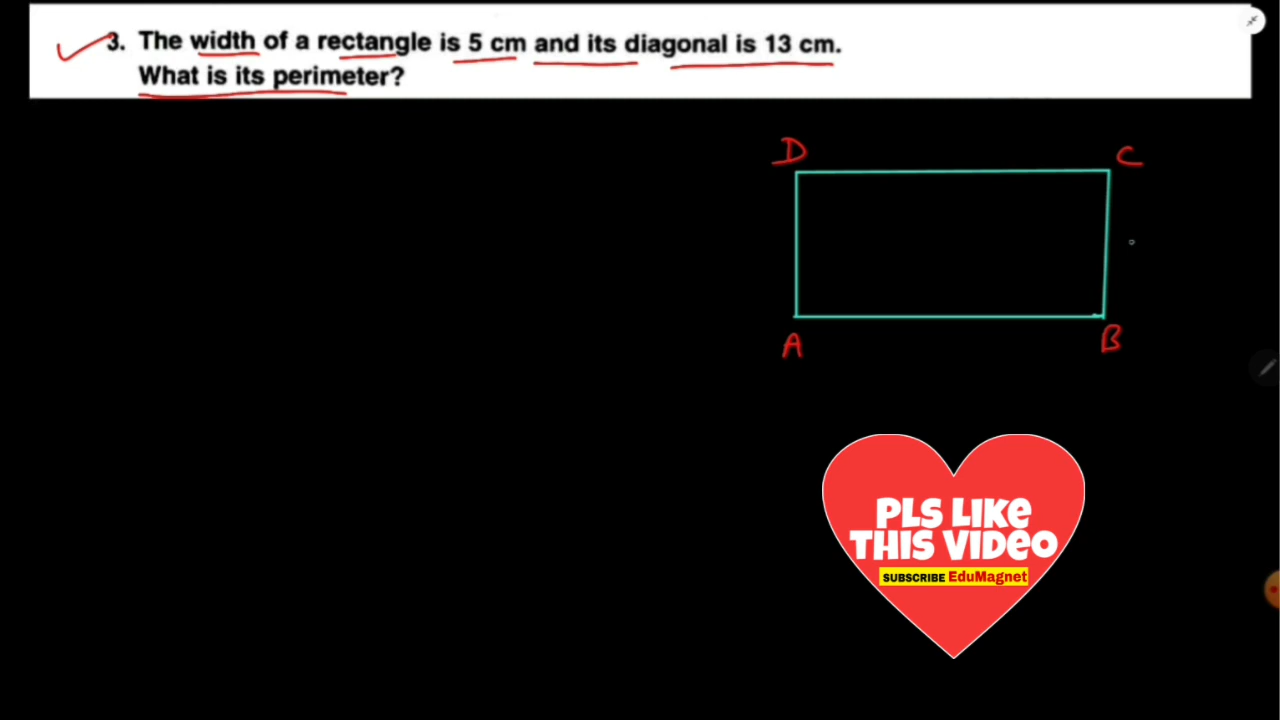 3. The width of a rectangle is 5 cm and its diagonal is 13 cm.
What is its perimeter?
D C
A B
PLS LIKE
THIS VIDEO
SUBSCRIBE EduMagnet